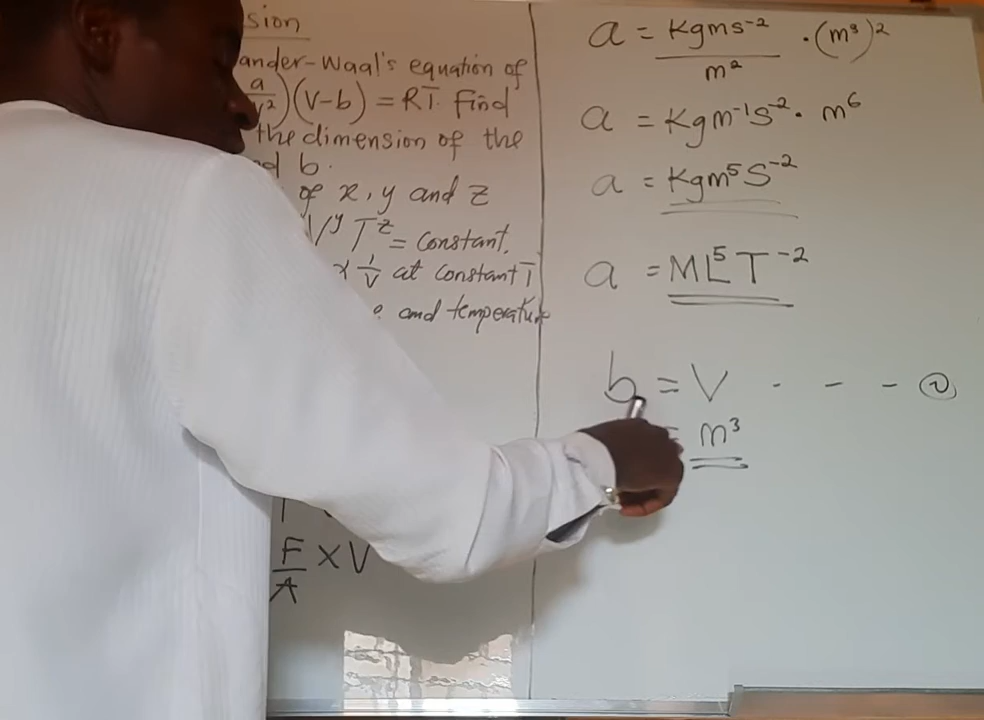 sion
ander-Waal's equation of
a/v²)(V-b) = RT. Find
the dimension of the
b.
of x, y and z
V^y T^z = Constant.
1/V at constant T
and temperature
F/A × V
a = Kgms⁻²/m² · (m³)²
a = Kgm⁻¹s⁻² · m⁶
a = Kgm⁵S⁻²
a = ML⁵T⁻²
b = V - - - ②
= m³